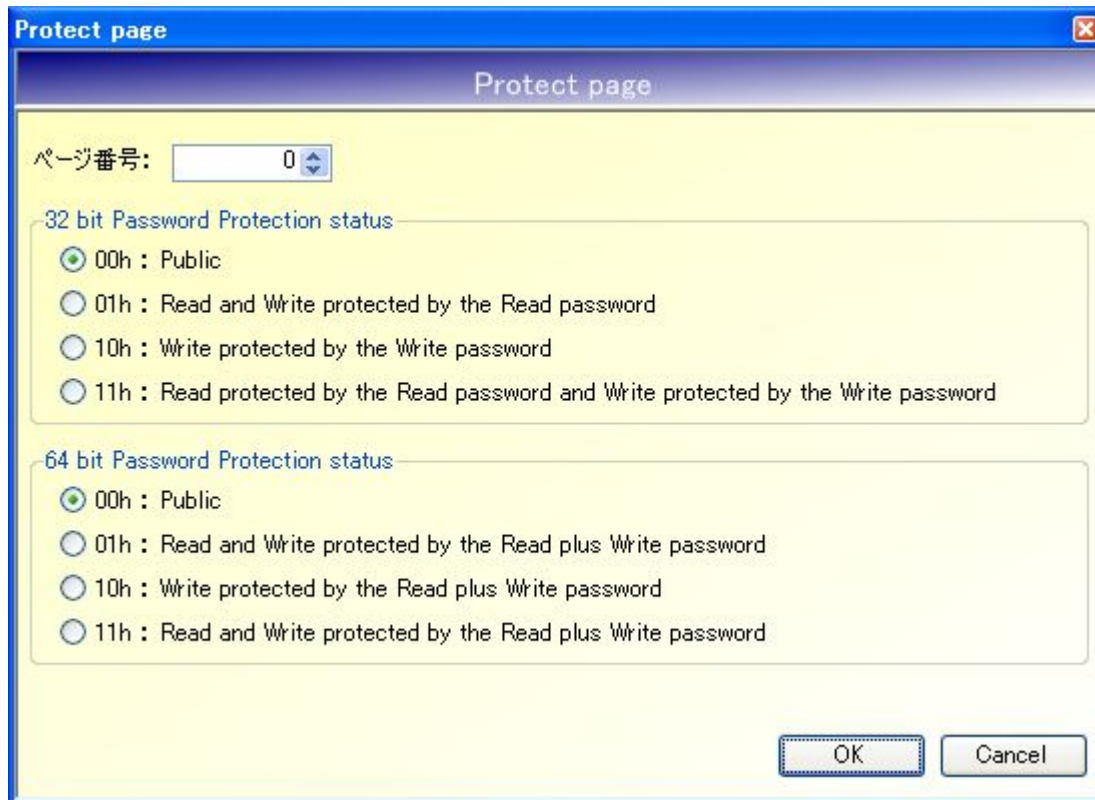 Protect page
Protect page
ページ番号: 0
32 bit Password Protection status
00h : Public
01h : Read and Write protected by the Read password
10h : Write protected by the Write password
11h : Read protected by the Read password and Write protected by the Write password
64 bit Password Protection status
00h : Public
01h : Read and Write protected by the Read plus Write password
10h : Write protected by the Read plus Write password
11h : Read and Write protected by the Read plus Write password
OK Cancel